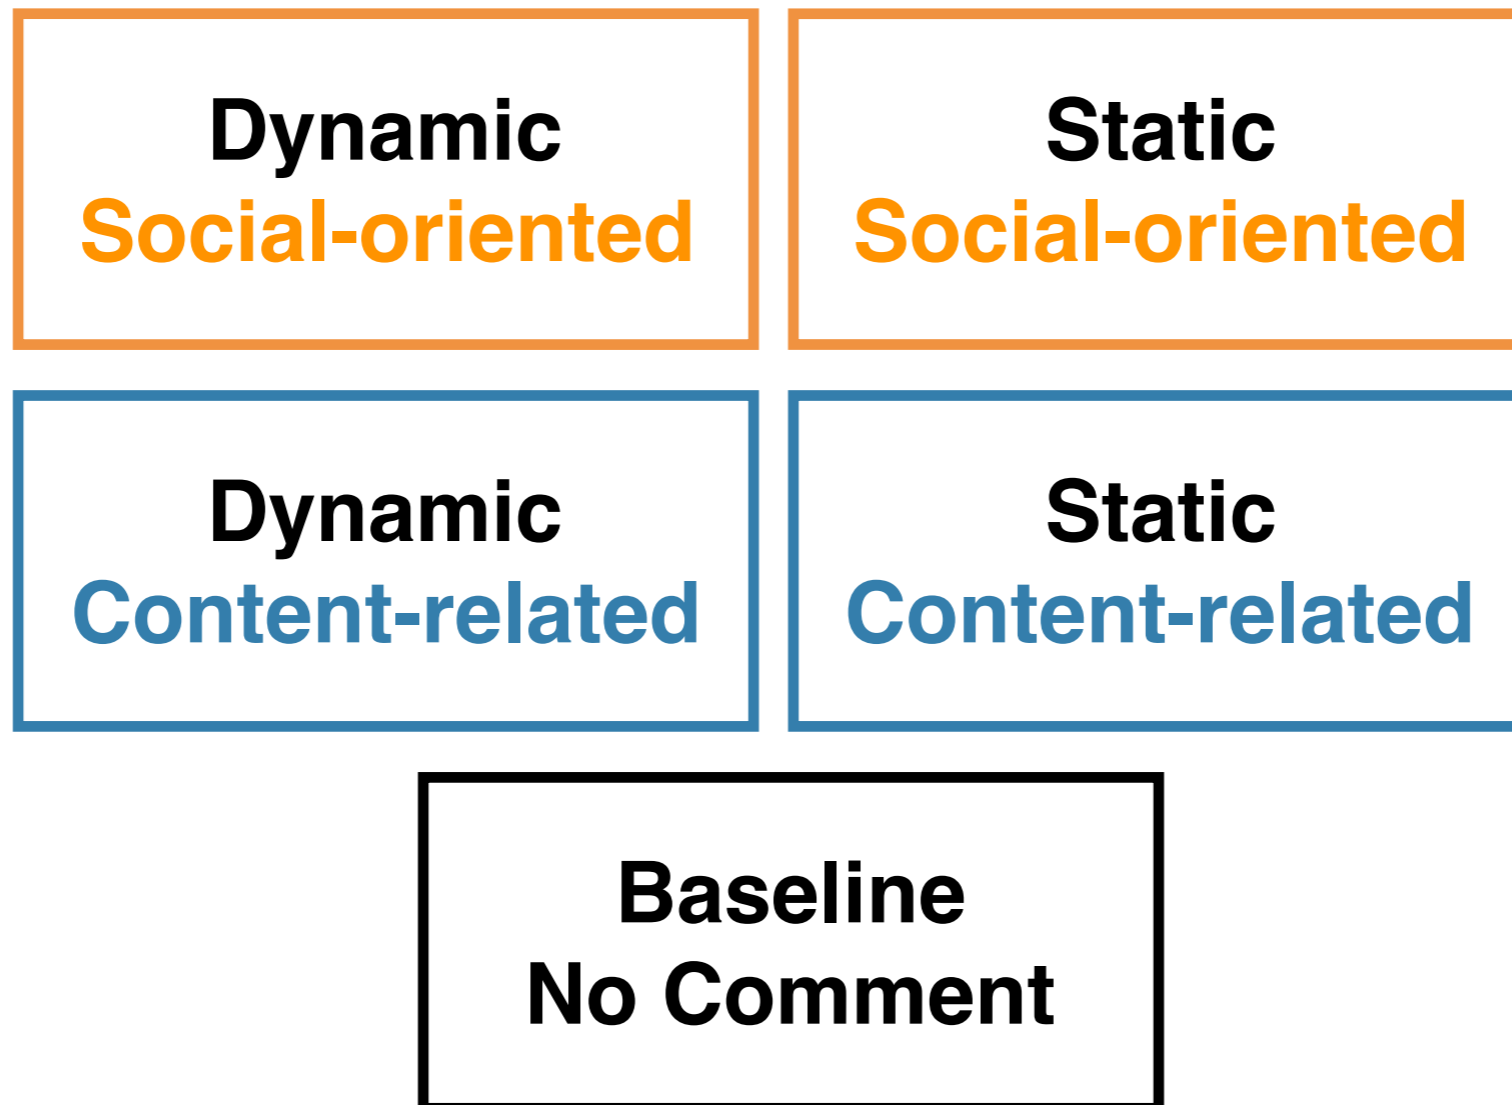 Dynamic
Social-oriented
Static
Social-oriented
Dynamic
Content-related
Static
Content-related
Baseline
No Comment